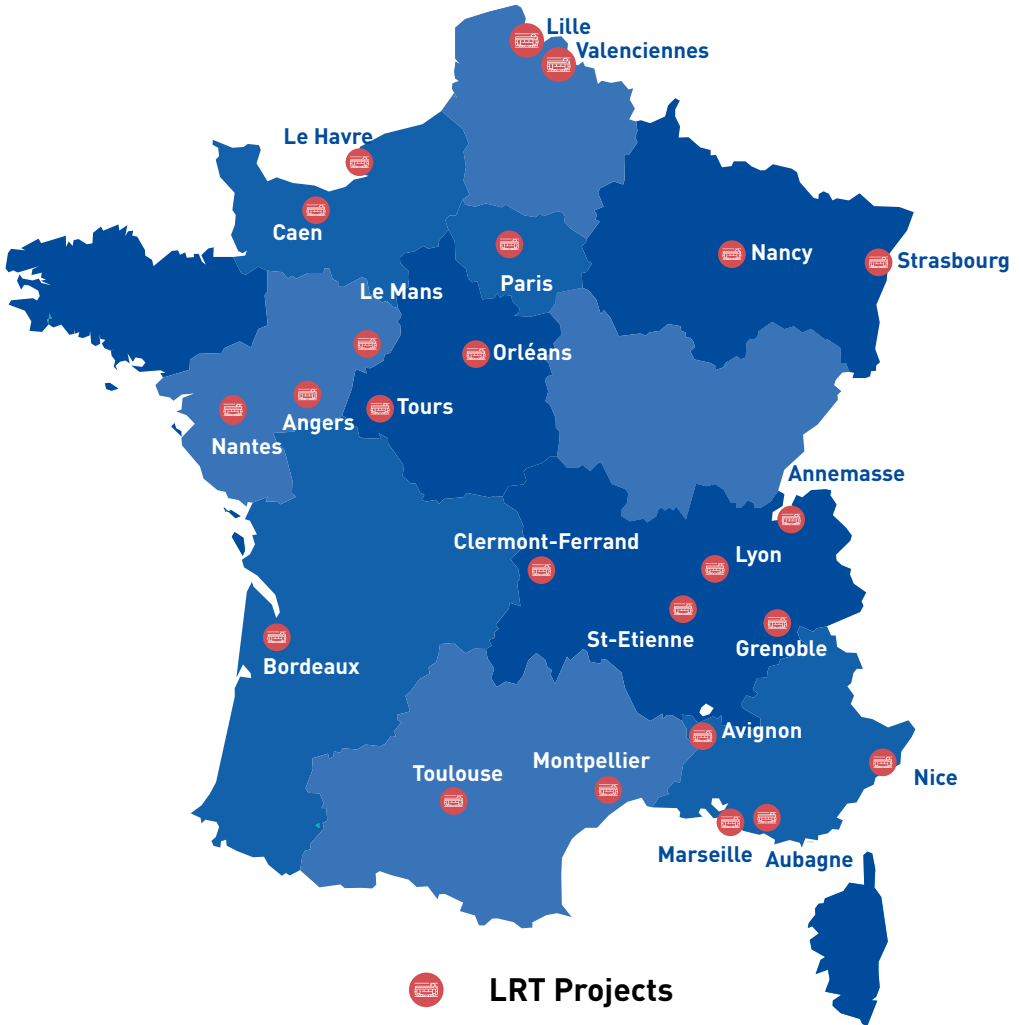 Lille
Valenciennes
Le Havre
Caen
Paris
Nancy
Strasbourg
Le Mans
Orléans
Angers
Tours
Nantes
Annemasse
Clermont-Ferrand
Lyon
St-Etienne
Grenoble
Bordeaux
Avignon
Montpellier
Toulouse
Nice
Marseille
Aubagne
LRT Projects